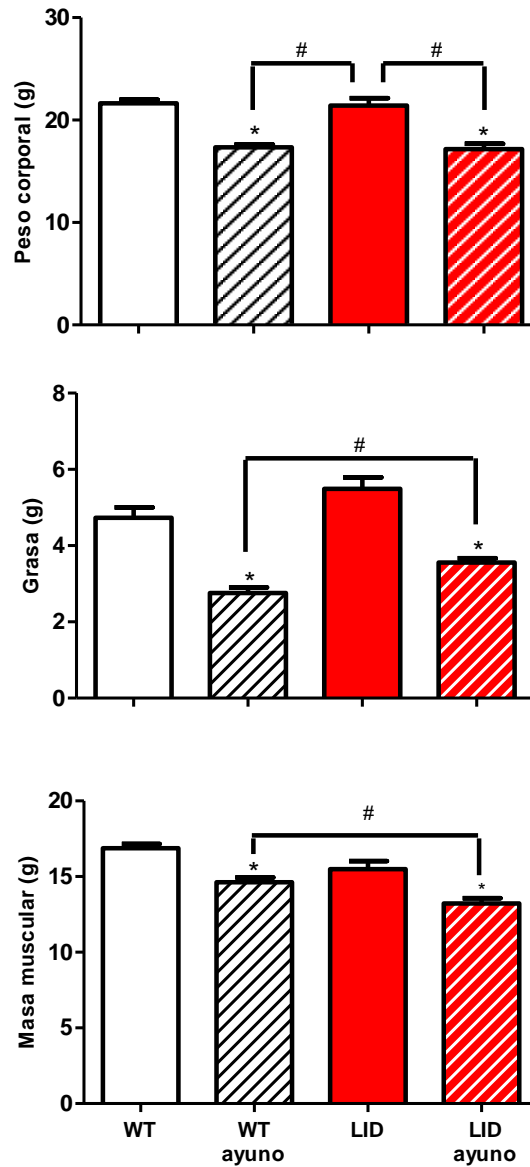 Peso corporal (g)
30
20
10
0
#
#
*
*
Grasa (g)
8
6
4
2
0
#
*
*
Masa muscular (g)
20
15
10
5
0
#
*
*
WT
WT
ayuno
LID
LID
ayuno